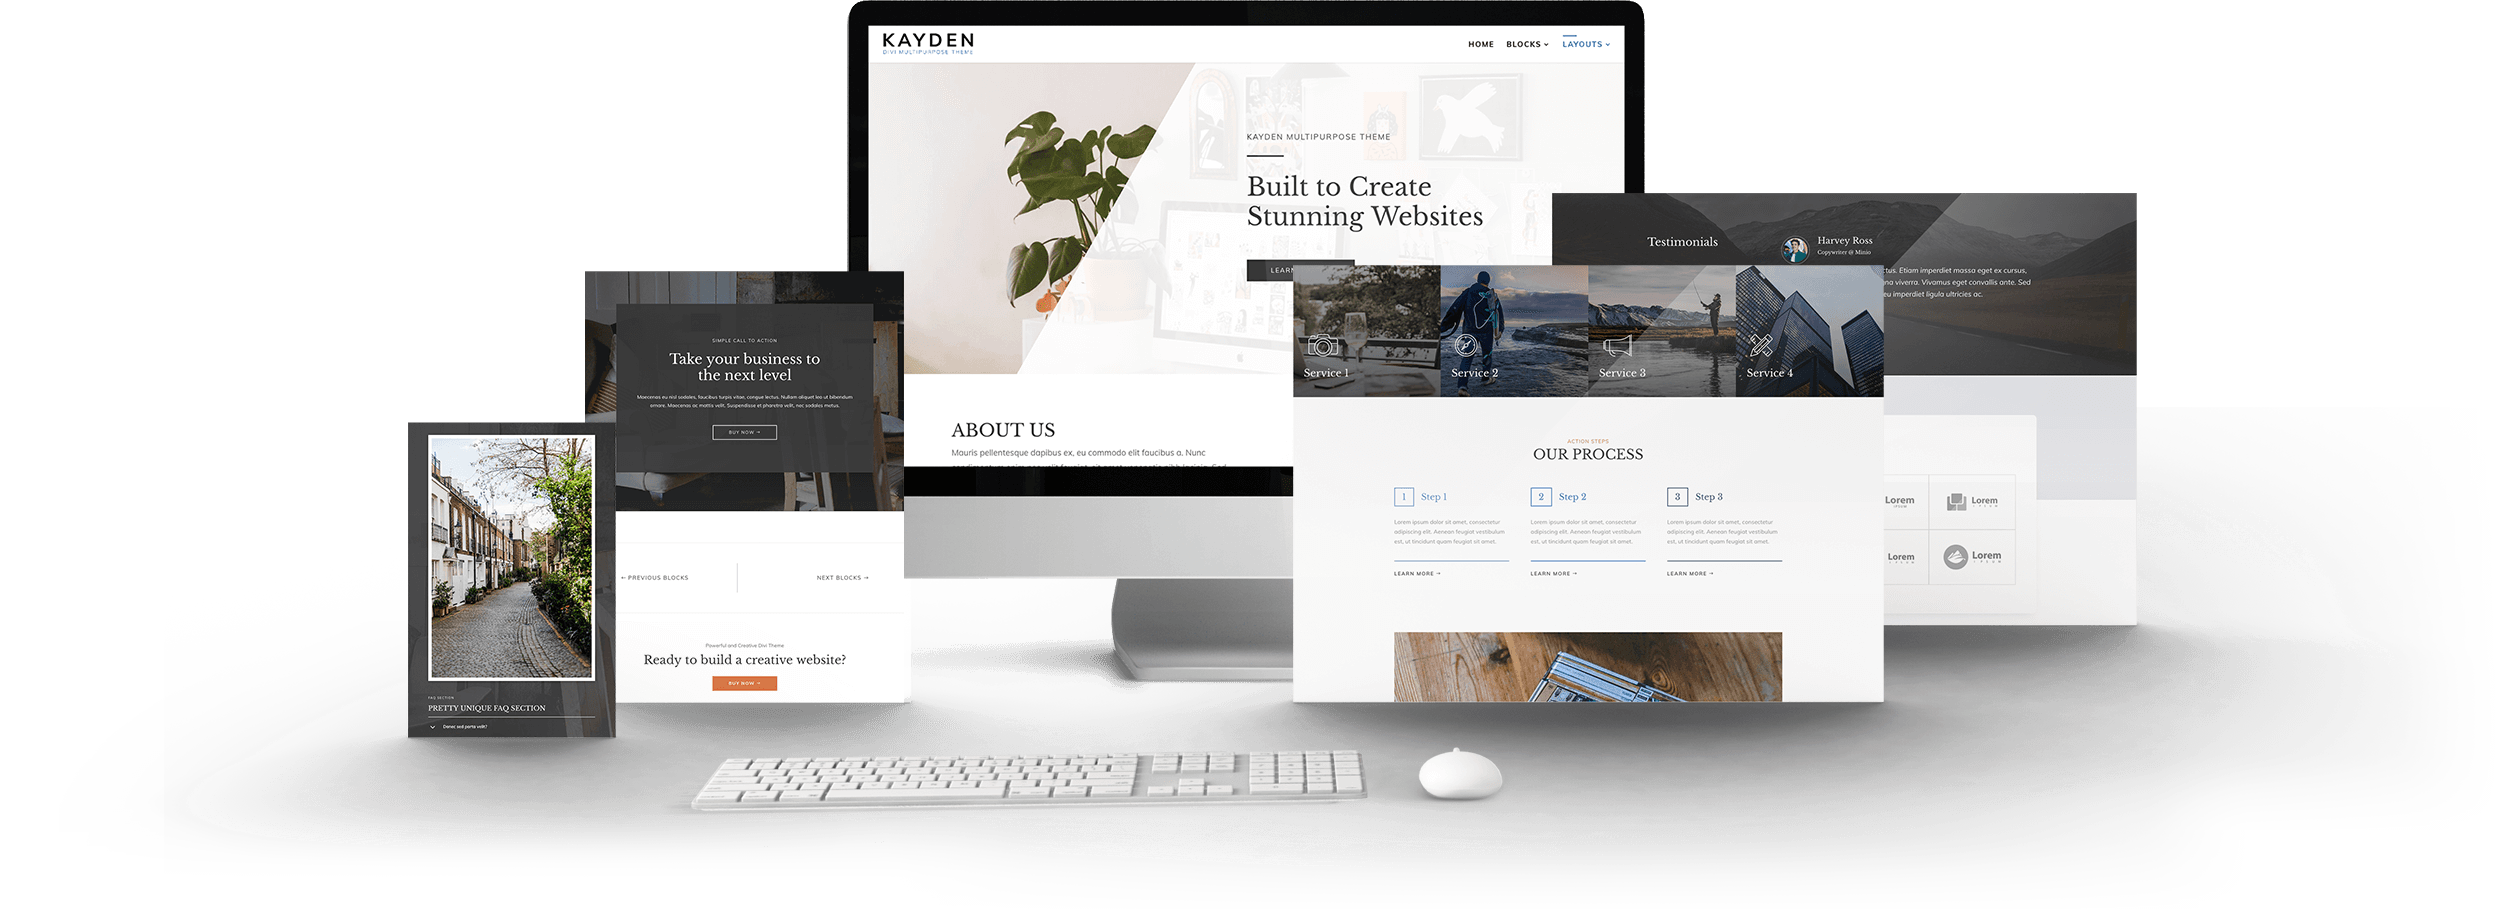 KAYDEN
DIVI MULTIPURPOSE THEME
HOME BLOCKS LAYOUTS
KAYDEN MULTIPURPOSE THEME
Built to Create
Stunning Websites
LEARN
ABOUT US
Mauris pellentesque dapibus ex, eu commodo elit faucibus a. Nunc
Testimonials
Harvey Ross
Copywriter @ Minio
ctus. Etiam imperdiet massa eget ex cursus,
na viverra. Vivamus eget convallis ante. Sed
eu imperdiet ligula ultricies ac.
Lorem
Lorem
Lorem
Lorem
Service 1
Service 2
Service 3
Service 4
ACTION STEPS
OUR PROCESS
1 Step 1
Lorem ipsum dolor sit amet, consectetur
adipiscing elit. Aenean feugiat vestibulum
est, ut tincidunt quam feugiat sit amet.
LEARN MORE →
2 Step 2
Lorem ipsum dolor sit amet, consectetur
adipiscing elit. Aenean feugiat vestibulum
est, ut tincidunt quam feugiat sit amet.
LEARN MORE →
3 Step 3
Lorem ipsum dolor sit amet, consectetur
adipiscing elit. Aenean feugiat vestibulum
est, ut tincidunt quam feugiat sit amet.
LEARN MORE →
SIMPLE CALL TO ACTION
Take your business to
the next level
Maecenas eu nisl sodales, faucibus turpis vitae, congue lectus. Nullam aliquet leo ut bibendum
ornare. Maecenas ac mattis velit. Suspendisse et pharetra velit, nec sodales metus.
BUY NOW →
← PREVIOUS BLOCKS
NEXT BLOCKS →
Powerful and Creative Divi Theme
Ready to build a creative website?
BUY NOW →
FAQ SECTION
PRETTY UNIQUE FAQ SECTION
Donec sed porta velit?